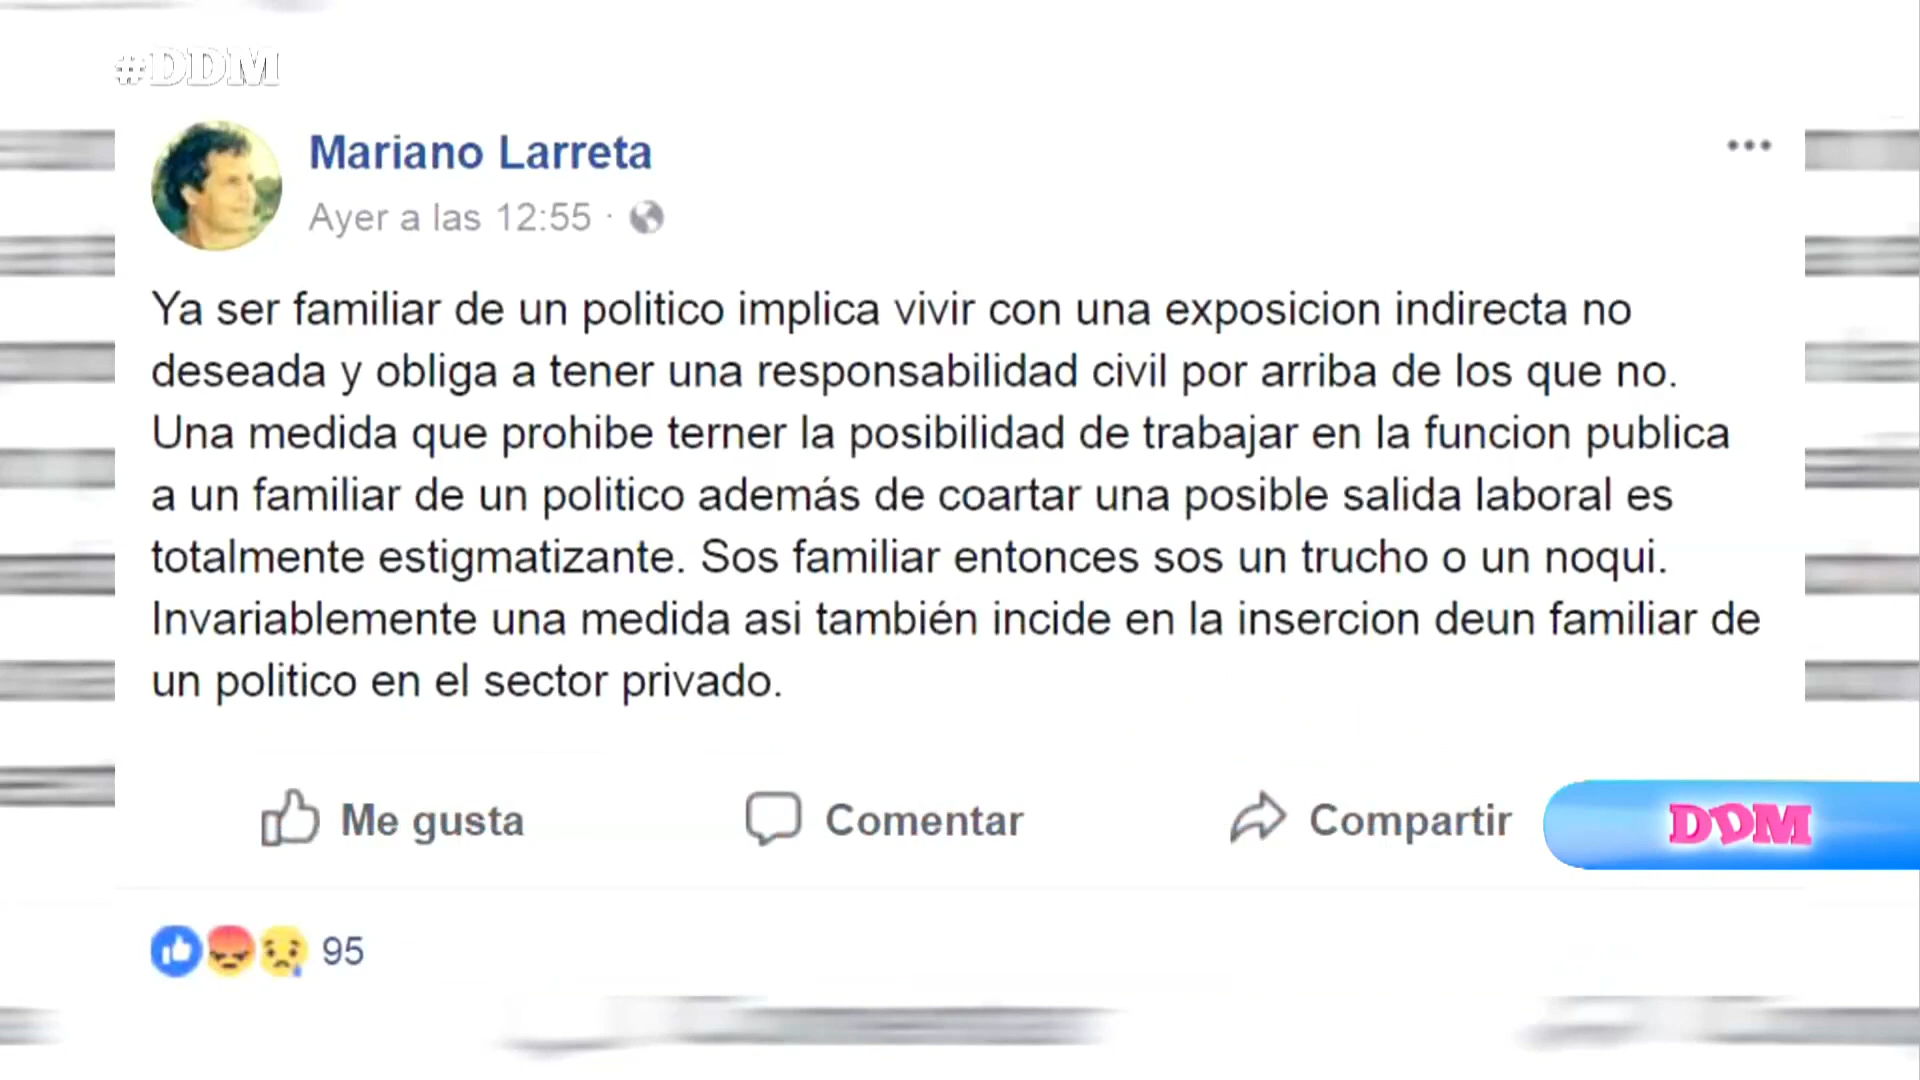 #DDM
Mariano Larreta
Ayer a las 12:55 ·
Ya ser familiar de un politico implica vivir con una exposicion indirecta no
deseada y obliga a tener una responsabilidad civil por arriba de los que no.
Una medida que prohibe terner la posibilidad de trabajar en la funcion publica
a un familiar de un politico además de coartar una posible salida laboral es
totalmente estigmatizante. Sos familiar entonces sos un trucho o un noqui.
Invariablemente una medida asi también incide en la insercion deun familiar de
un politico en el sector privado.
Me gusta Comentar Compartir
DDM
95